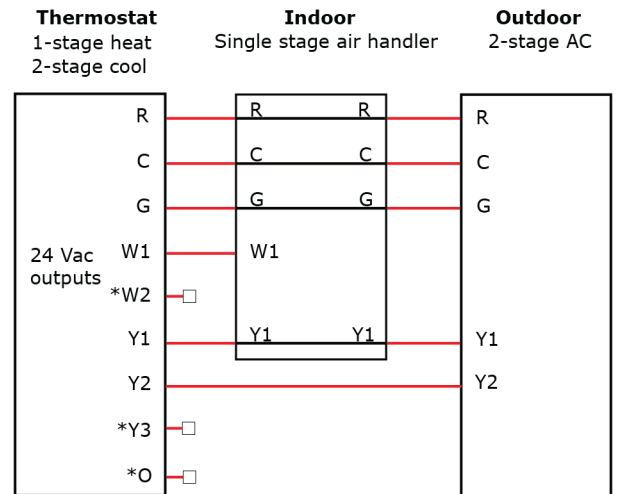 Thermostat
1-stage heat
2-stage cool
Indoor
Single stage air handler
Outdoor
2-stage AC
R R R R
C C C C
G G G G
24 Vac
outputs
W1 W1
*W2
Y1 Y1 Y1 Y1
Y2 Y2
*Y3
*O